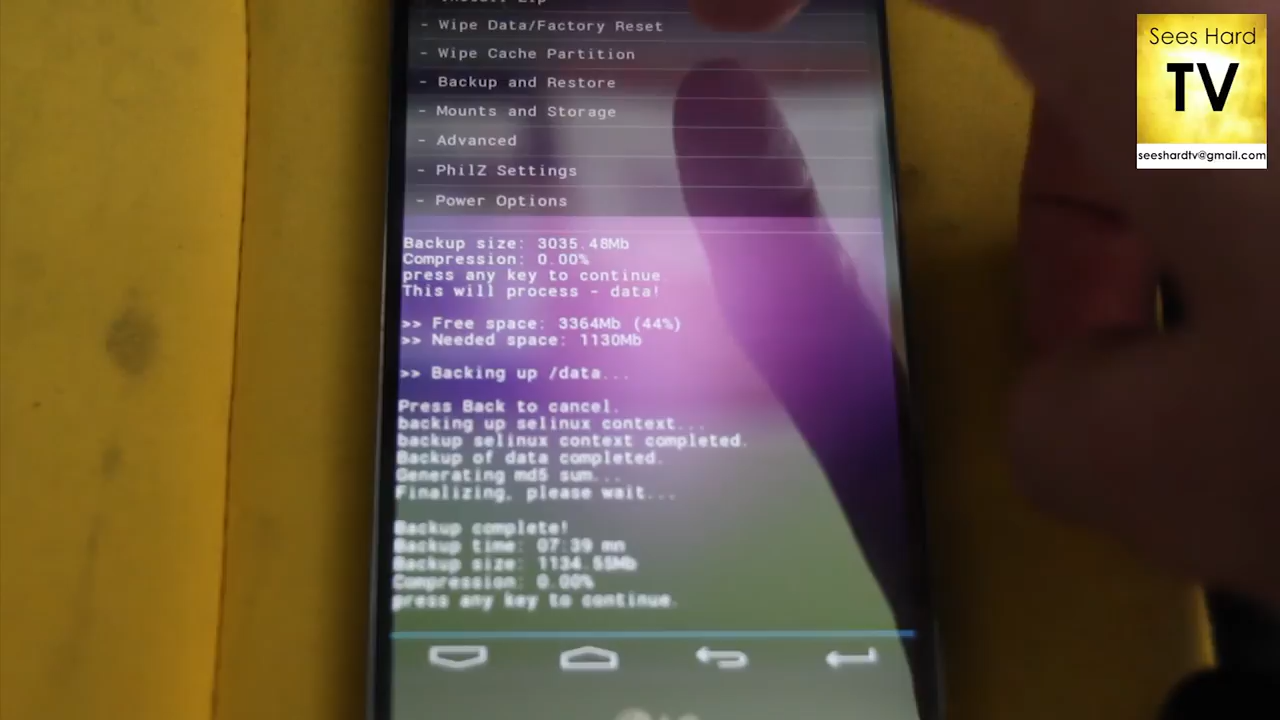 - Install Zip
- Wipe Data/Factory Reset
- Wipe Cache Partition
- Backup and Restore
- Mounts and Storage
- Advanced
- PhilZ Settings
- Power Options
Backup size: 3035.48Mb
Compression: 0.00%
press any key to continue.
This will process - data!
>> Free space: 3364Mb (44%)
>> Needed space: 1130Mb
>> Backing up /data...
Press Back to cancel.
backing up selinux context...
backup selinux context completed.
Backup of data completed.
Generating md5 sum...
Finalizing, please wait...
Backup complete!
Backup time: 07:39 mn
Backup size: 1134.55Mb
Compression: 0.00%
press any key to continue.
LG
Sees Hard
TV
seeshardtv@gmail.com